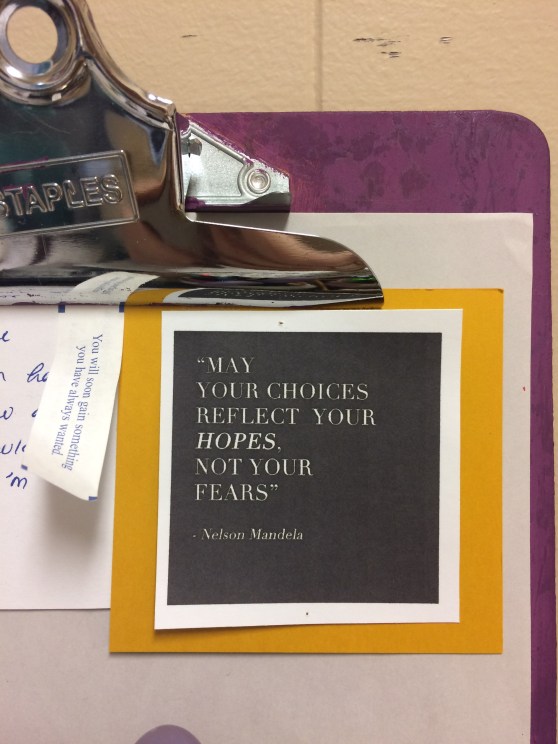 STAPLES
You will soon gain something
you have always wanted.
"MAY
YOUR CHOICES
REFLECT YOUR
HOPES,
NOT YOUR
FEARS"
- Nelson Mandela